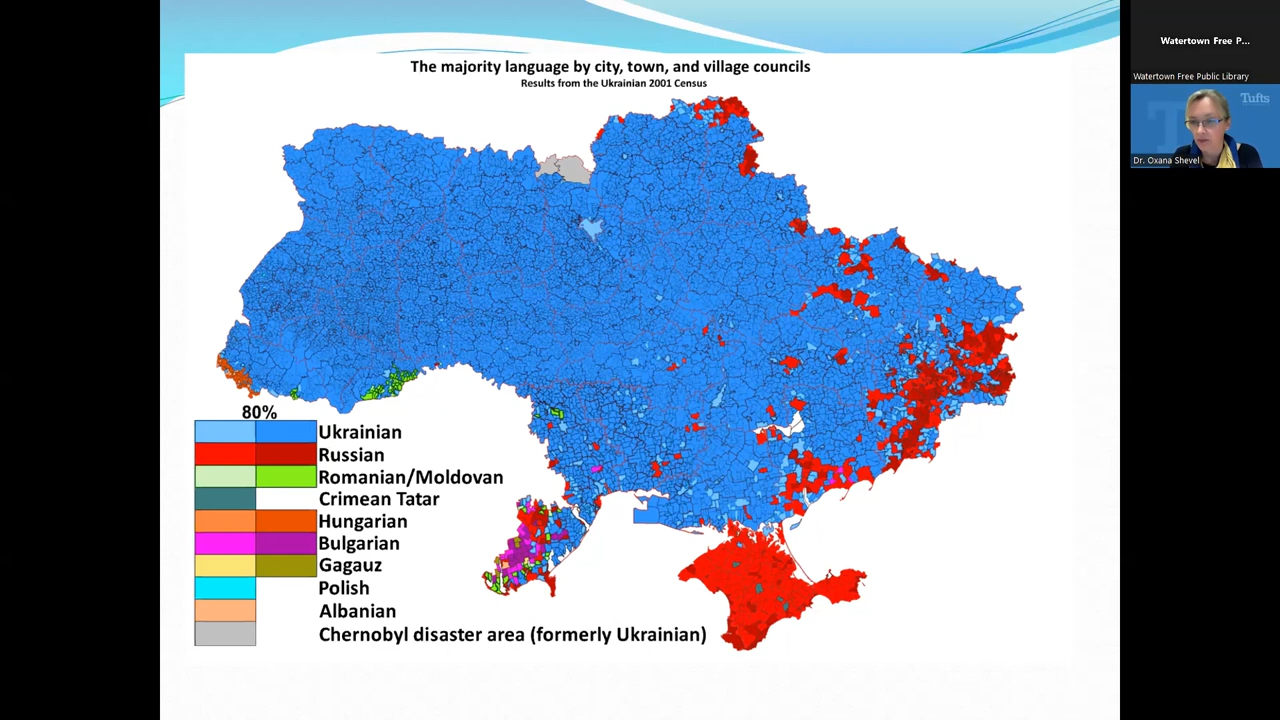 The majority language by city, town, and village councils
Results from the Ukrainian 2001 Census
80%
Ukrainian
Russian
Romanian/Moldovan
Crimean Tatar
Hungarian
Bulgarian
Gagauz
Polish
Albanian
Chernobyl disaster area (formerly Ukrainian)
Watertown Free P...
Watertown Free Public Library
Tufts
Dr. Oxana Shevel